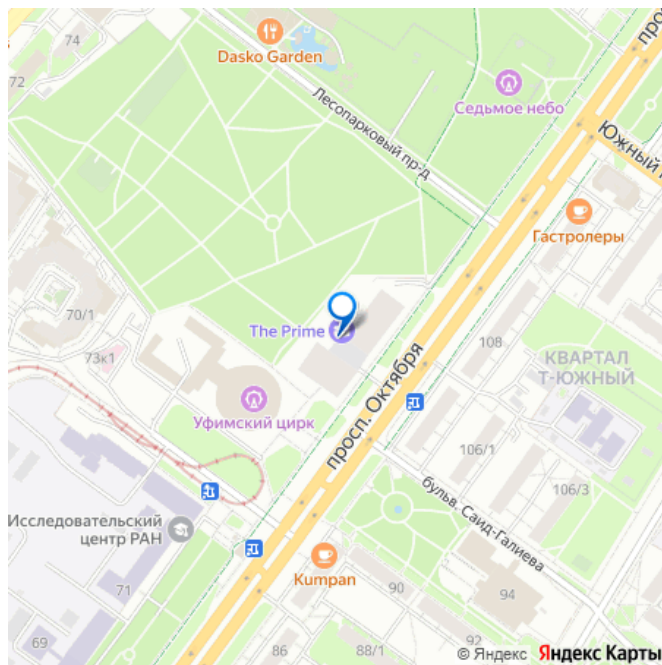 74
72
Dasko Garden
Седьмое небо
Лесопарковый пр-д
Южный
Гастролеры
70/1
The Prime
73к1
просп. Октября
108
КВАРТАЛ
Т-ЮЖНЫЙ
Уфимский цирк
106/1
106/3
бульв. Саид-Галиева
Исследовательский
центр РАН
Kumpan
71
90
94
69
86
88/1
92
© Яндекс Яндекс Карты